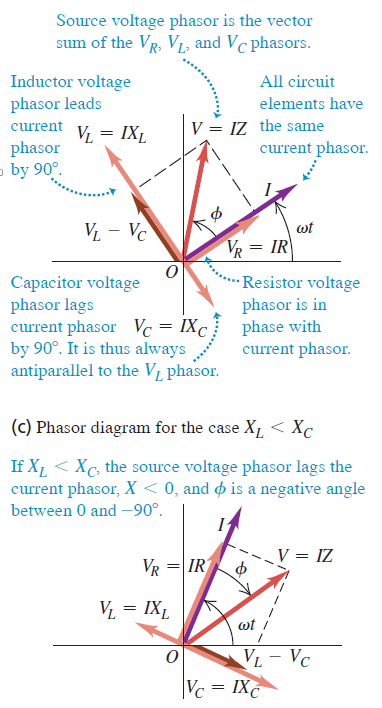 Source voltage phasor is the vector
sum of the V_R, V_L, and V_C phasors.
Inductor voltage
phasor leads
current
phasor
by 90°.
All circuit
elements have
the same
current phasor.
V_L = IX_L
V = IZ
I
ϕ
ωt
V_L − V_C
V_R = IR
O
Capacitor voltage
phasor lags
current phasor
by 90°. It is thus always
antiparallel to the V_L phasor.
V_C = IX_C
Resistor voltage
phasor is in
phase with
current phasor.
(c) Phasor diagram for the case X_L < X_C
If X_L < X_C, the source voltage phasor lags the
current phasor, X < 0, and ϕ is a negative angle
between 0 and −90°.
I
V_R = IR
ϕ
V = IZ
V_L = IX_L
ωt
O
V_L − V_C
V_C = IX_C